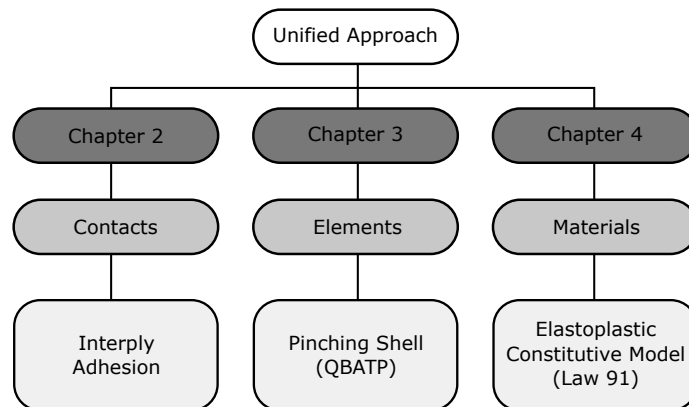 Unified Approach
Chapter 2
Chapter 3
Chapter 4
Contacts
Elements
Materials
Interply
Adhesion
Pinching Shell
(QBATP)
Elastoplastic
Constitutive Model
(Law 91)